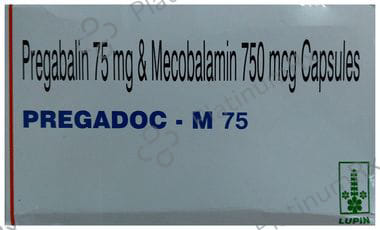 Pregabalin 75 mg & Mecobalamin 750 mcg Capsules
PREGADOC - M 75
LUPIN